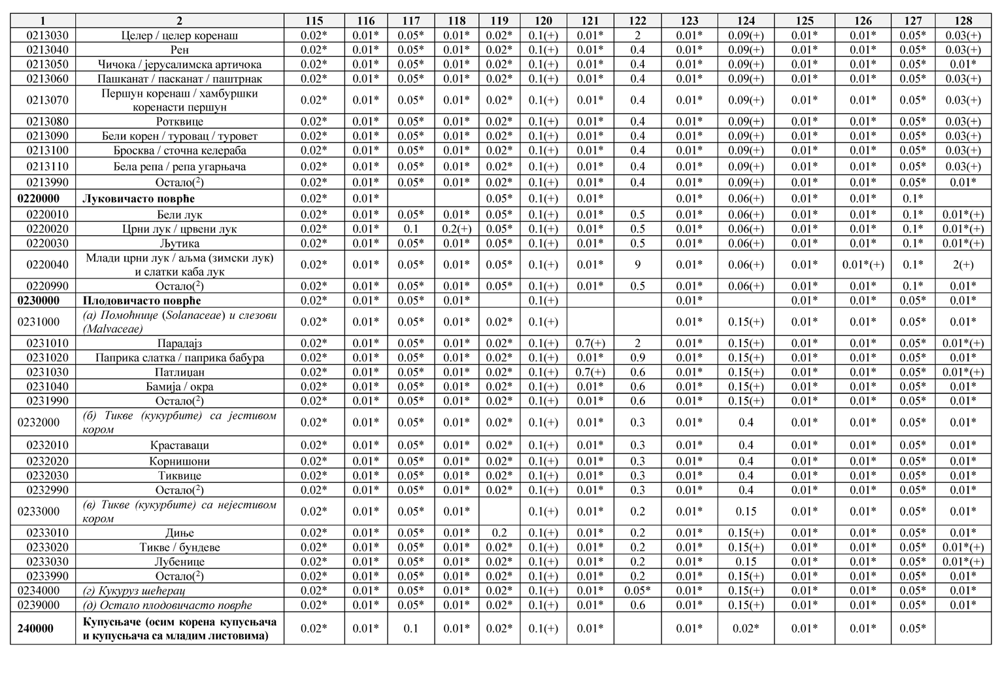 1 2 115 116 117 118 119 120 121 122 123 124 125 126 127 128
0213030 Целер / целер коренаш 0.02* 0.01* 0.05* 0.01* 0.02* 0.1(+) 0.01* 2 0.01* 0.09(+) 0.01* 0.01* 0.05* 0.03(+)
0213040 Рен 0.02* 0.01* 0.05* 0.01* 0.02* 0.1(+) 0.01* 0.4 0.01* 0.09(+) 0.01* 0.01* 0.05* 0.03(+)
0213050 Чичока / јерусалимска артичока 0.02* 0.01* 0.05* 0.01* 0.02* 0.1(+) 0.01* 0.4 0.01* 0.09(+) 0.01* 0.01* 0.05* 0.01*
0213060 Пашканат / пасканат / паштрнак 0.02* 0.01* 0.05* 0.01* 0.02* 0.1(+) 0.01* 0.4 0.01* 0.09(+) 0.01* 0.01* 0.05* 0.03(+)
0213070 Першун коренаш / хамбуршки
коренасти першун 0.02* 0.01* 0.05* 0.01* 0.02* 0.1(+) 0.01* 0.4 0.01* 0.09(+) 0.01* 0.01* 0.05* 0.03(+)
0213080 Ротквице 0.02* 0.01* 0.05* 0.01* 0.02* 0.1(+) 0.01* 0.4 0.01* 0.09(+) 0.01* 0.01* 0.05* 0.03(+)
0213090 Бели корен / туровац / туровет 0.02* 0.01* 0.05* 0.01* 0.02* 0.1(+) 0.01* 0.4 0.01* 0.09(+) 0.01* 0.01* 0.05* 0.03(+)
0213100 Бросква / сточна келераба 0.02* 0.01* 0.05* 0.01* 0.02* 0.1(+) 0.01* 0.4 0.01* 0.09(+) 0.01* 0.01* 0.05* 0.03(+)
0213110 Бела репа / репа угарњача 0.02* 0.01* 0.05* 0.01* 0.02* 0.1(+) 0.01* 0.4 0.01* 0.09(+) 0.01* 0.01* 0.05* 0.03(+)
0213990 Остало(²) 0.02* 0.01* 0.05* 0.01* 0.02* 0.1(+) 0.01* 0.4 0.01* 0.09(+) 0.01* 0.01* 0.05* 0.01*
0220000 Луковичасто поврће 0.02* 0.01* 0.05* 0.1(+) 0.01* 0.01* 0.06(+) 0.01* 0.01* 0.1*
0220010 Бели лук 0.02* 0.01* 0.05* 0.01* 0.05* 0.1(+) 0.01* 0.5 0.01* 0.06(+) 0.01* 0.01* 0.1* 0.01*(+)
0220020 Црни лук / црвени лук 0.02* 0.01* 0.1 0.2(+) 0.05* 0.1(+) 0.01* 0.5 0.01* 0.06(+) 0.01* 0.01* 0.1* 0.01*(+)
0220030 Љутика 0.02* 0.01* 0.05* 0.01* 0.05* 0.1(+) 0.01* 0.5 0.01* 0.06(+) 0.01* 0.01* 0.1* 0.01*(+)
0220040 Млади црни лук / аљма (зимски лук)
и слатки каба лук 0.02* 0.01* 0.05* 0.01* 0.05* 0.1(+) 0.01* 9 0.01* 0.06(+) 0.01* 0.01*(+) 0.1* 2(+)
0220990 Остало(²) 0.02* 0.01* 0.05* 0.01* 0.05* 0.1(+) 0.01* 0.5 0.01* 0.06(+) 0.01* 0.01* 0.1* 0.01*
0230000 Плодовичасто поврће 0.02* 0.01* 0.05* 0.01* 0.1(+) 0.01* 0.01* 0.01* 0.05* 0.01*
0231000 (а) Помоћнице (Solanaceae) и слезови
(Malvaceae) 0.02* 0.01* 0.05* 0.01* 0.02* 0.1(+) 0.01* 0.15(+) 0.01* 0.01* 0.05* 0.01*
0231010 Парадајз 0.02* 0.01* 0.05* 0.01* 0.02* 0.1(+) 0.7(+) 2 0.01* 0.15(+) 0.01* 0.01* 0.05* 0.01*(+)
0231020 Паприка слатка / паприка бабура 0.02* 0.01* 0.05* 0.01* 0.02* 0.1(+) 0.01* 0.9 0.01* 0.15(+) 0.01* 0.01* 0.05* 0.01*
0231030 Патлиџан 0.02* 0.01* 0.05* 0.01* 0.02* 0.1(+) 0.7(+) 0.6 0.01* 0.15(+) 0.01* 0.01* 0.05* 0.01*(+)
0231040 Бамија / окра 0.02* 0.01* 0.05* 0.01* 0.02* 0.1(+) 0.01* 0.6 0.01* 0.15(+) 0.01* 0.01* 0.05* 0.01*
0231990 Остало(²) 0.02* 0.01* 0.05* 0.01* 0.02* 0.1(+) 0.01* 0.6 0.01* 0.15(+) 0.01* 0.01* 0.05* 0.01*
0232000 (б) Тикве (кукурбите) са јестивом
кором 0.02* 0.01* 0.05* 0.01* 0.02* 0.1(+) 0.01* 0.3 0.01* 0.4 0.01* 0.01* 0.05* 0.01*
0232010 Краставаци 0.02* 0.01* 0.05* 0.01* 0.02* 0.1(+) 0.01* 0.3 0.01* 0.4 0.01* 0.01* 0.05* 0.01*
0232020 Корнишони 0.02* 0.01* 0.05* 0.01* 0.02* 0.1(+) 0.01* 0.3 0.01* 0.4 0.01* 0.01* 0.05* 0.01*
0232030 Тиквице 0.02* 0.01* 0.05* 0.01* 0.02* 0.1(+) 0.01* 0.3 0.01* 0.4 0.01* 0.01* 0.05* 0.01*
0232990 Остало(²) 0.02* 0.01* 0.05* 0.01* 0.02* 0.1(+) 0.01* 0.3 0.01* 0.4 0.01* 0.01* 0.05* 0.01*
0233000 (в) Тикве (кукурбите) са нејестивом
кором 0.02* 0.01* 0.05* 0.01* 0.1(+) 0.01* 0.2 0.01* 0.15 0.01* 0.01* 0.05* 0.01*
0233010 Диње 0.02* 0.01* 0.05* 0.01* 0.2 0.1(+) 0.01* 0.2 0.01* 0.15(+) 0.01* 0.01* 0.05* 0.01*
0233020 Тикве / бундеве 0.02* 0.01* 0.05* 0.01* 0.02* 0.1(+) 0.01* 0.2 0.01* 0.15(+) 0.01* 0.01* 0.05* 0.01*(+)
0233030 Лубенице 0.02* 0.01* 0.05* 0.01* 0.02* 0.1(+) 0.01* 0.2 0.01* 0.15 0.01* 0.01* 0.05* 0.01*(+)
0233990 Остало(²) 0.02* 0.01* 0.05* 0.01* 0.02* 0.1(+) 0.01* 0.2 0.01* 0.15(+) 0.01* 0.01* 0.05* 0.01*
0234000 (г) Кукуруз шећерац 0.02* 0.01* 0.05* 0.01* 0.02* 0.1(+) 0.01* 0.05* 0.01* 0.15(+) 0.01* 0.01* 0.05* 0.01*
0239000 (д) Остало плодовичасто поврће 0.02* 0.01* 0.05* 0.01* 0.02* 0.1(+) 0.01* 0.6 0.01* 0.15(+) 0.01* 0.01* 0.05* 0.01*
240000 Купусњаче (осим корена купусњача
и купусњача са младим листовима) 0.02* 0.01* 0.1 0.01* 0.02* 0.1(+) 0.01* 0.01* 0.02* 0.01* 0.01* 0.05*